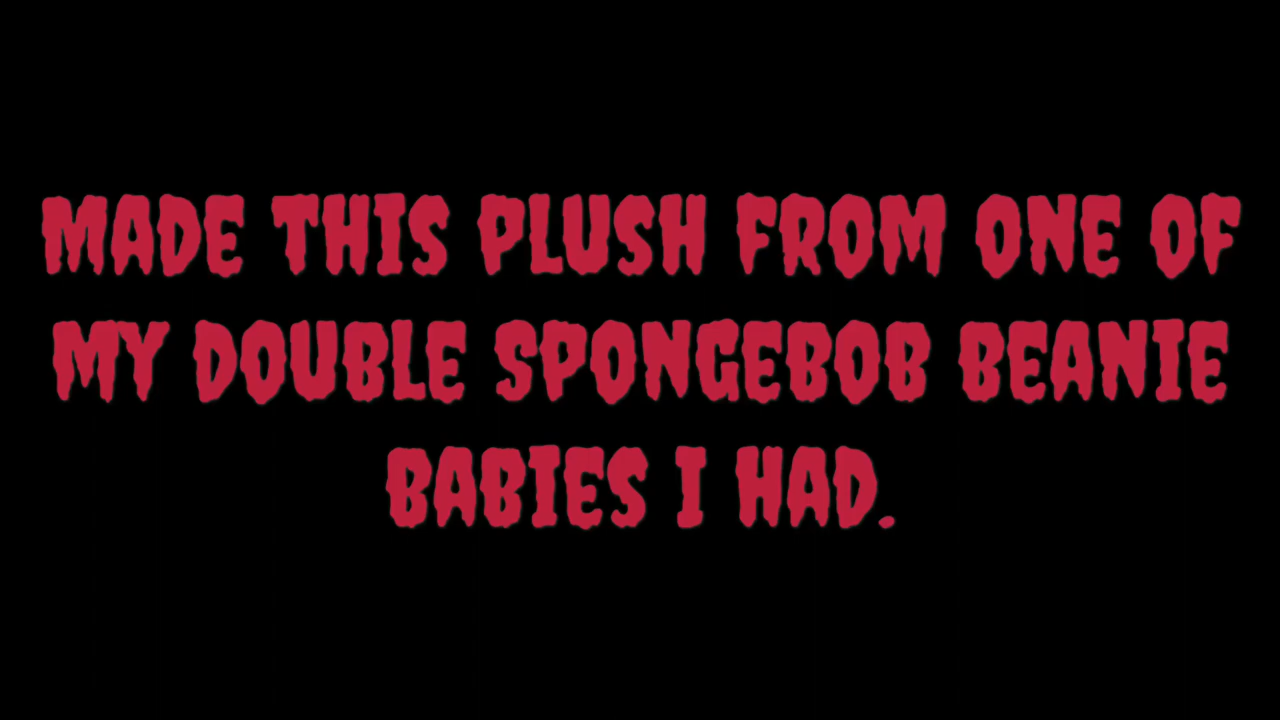 MADE THIS PLUSH FROM ONE OF
MY DOUBLE SPONGEBOB BEANIE
BABIES I HAD.